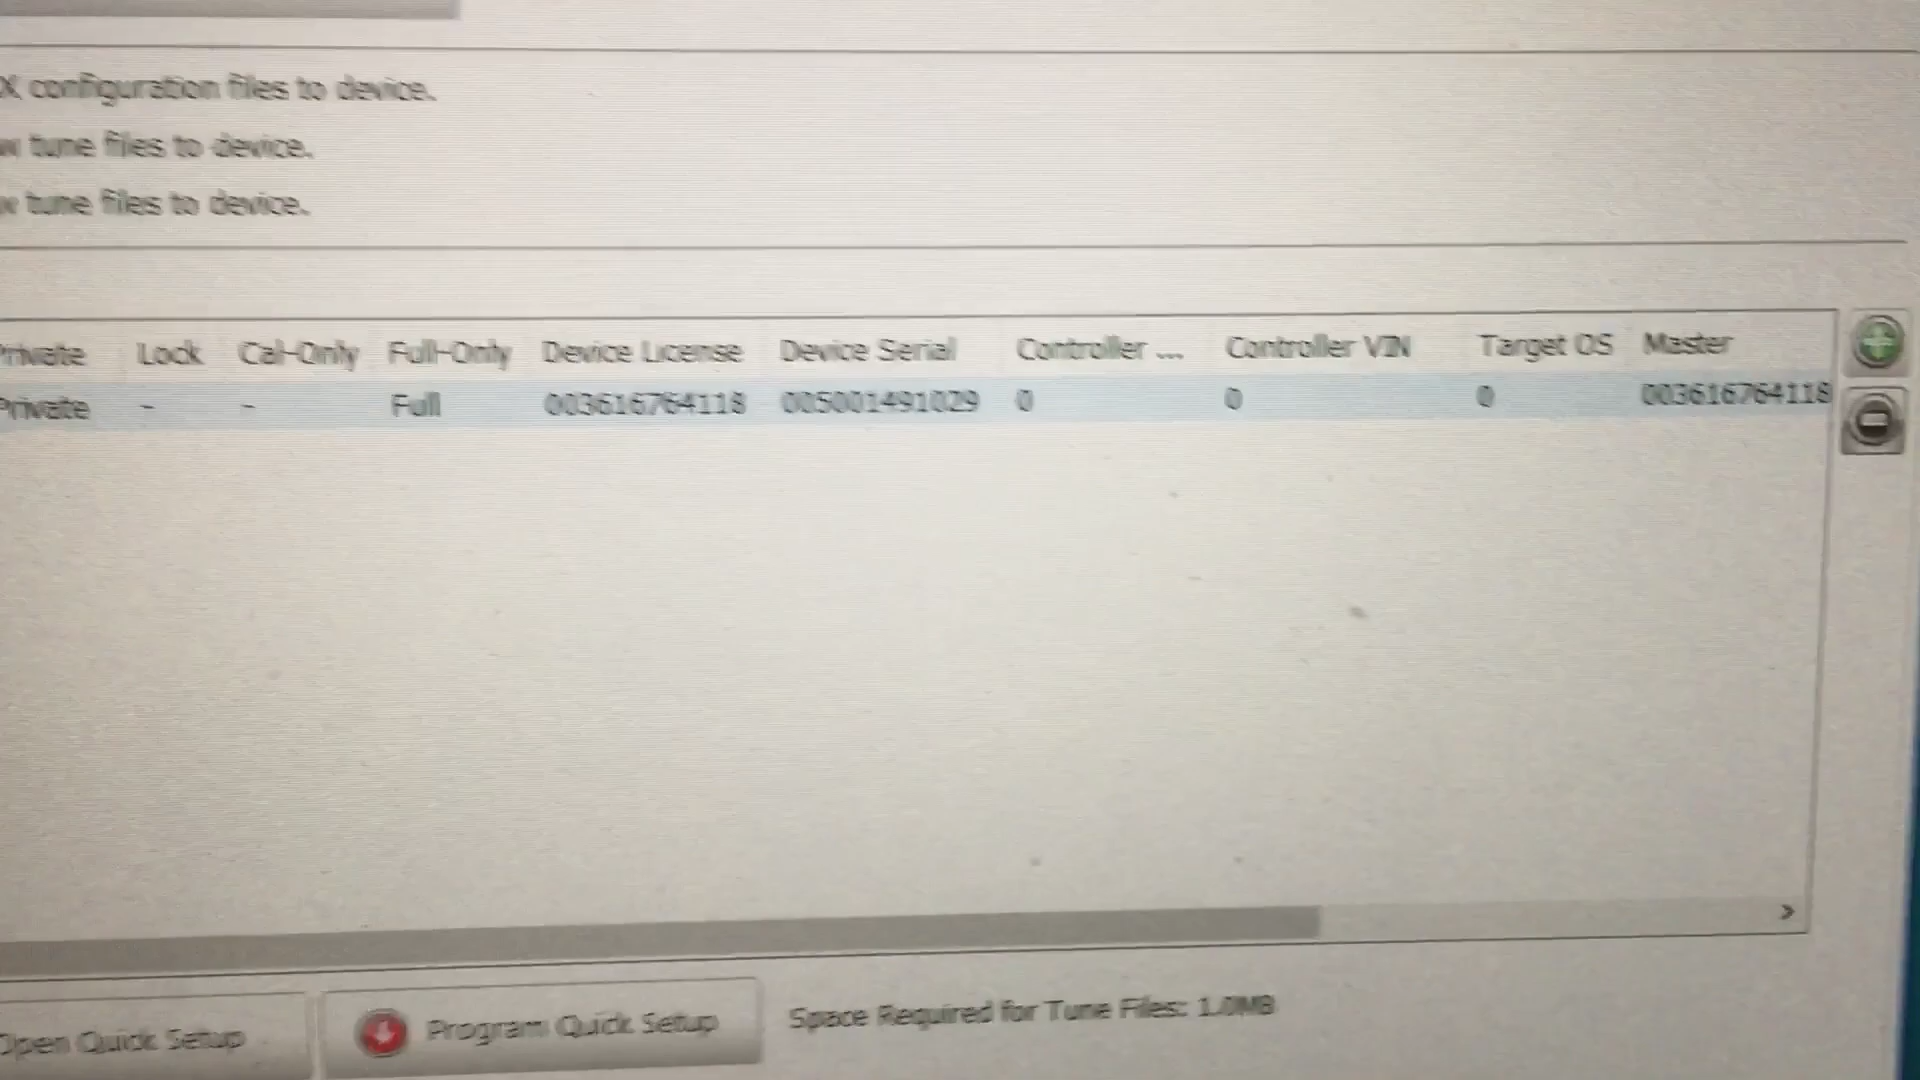 X configuration files to device.
w tune files to device.
w tune files to device.
Private Lock Cal-Only Full-Only Device License Device Serial Controller ... Controller VIN Target OS Master
Private - - Full 003616764118 005001491029 0 0 0 003616764118
Open Quick Setup Program Quick Setup Space Required for Tune Files: 1.0MB